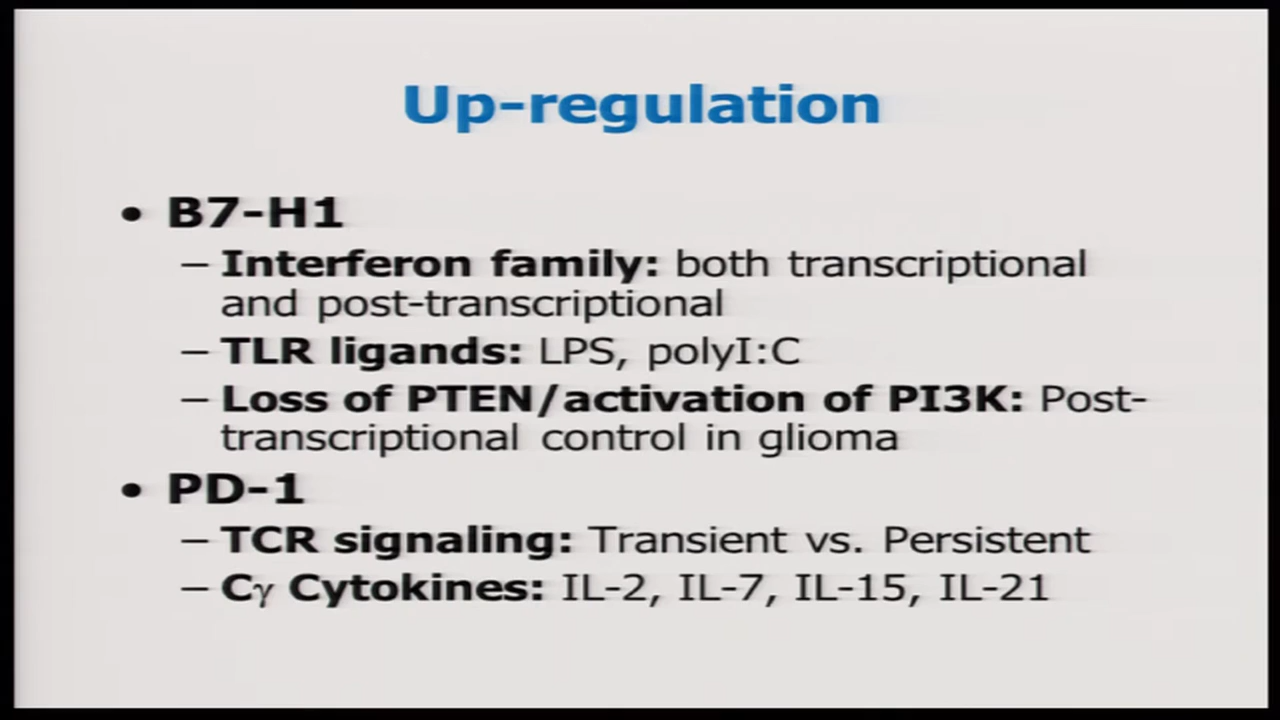 Up-regulation
• B7-H1
– Interferon family: both transcriptional
and post-transcriptional
– TLR ligands: LPS, polyI:C
– Loss of PTEN/activation of PI3K: Post-
transcriptional control in glioma
• PD-1
– TCR signaling: Transient vs. Persistent
– Cγ Cytokines: IL-2, IL-7, IL-15, IL-21